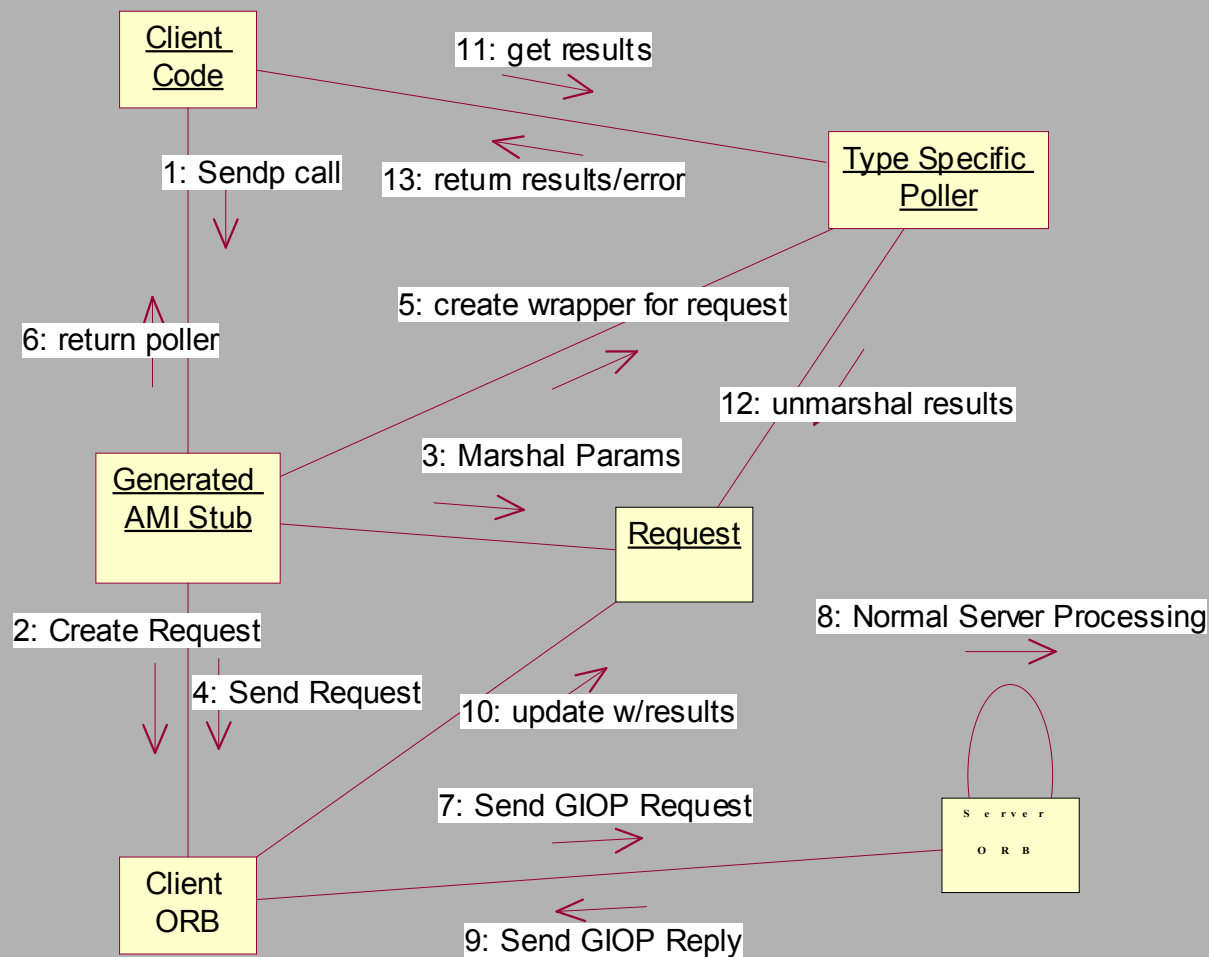 Client
Code
11: get results
1: Sendp call
13: return results/error
Type Specific
Poller
5: create wrapper for request
6: return poller
12: unmarshal results
3: Marshal Params
Generated
AMI Stub
Request
2: Create Request
8: Normal Server Processing
4: Send Request
10: update w/results
7: Send GIOP Request
Server
ORB
Client
ORB
9: Send GIOP Reply